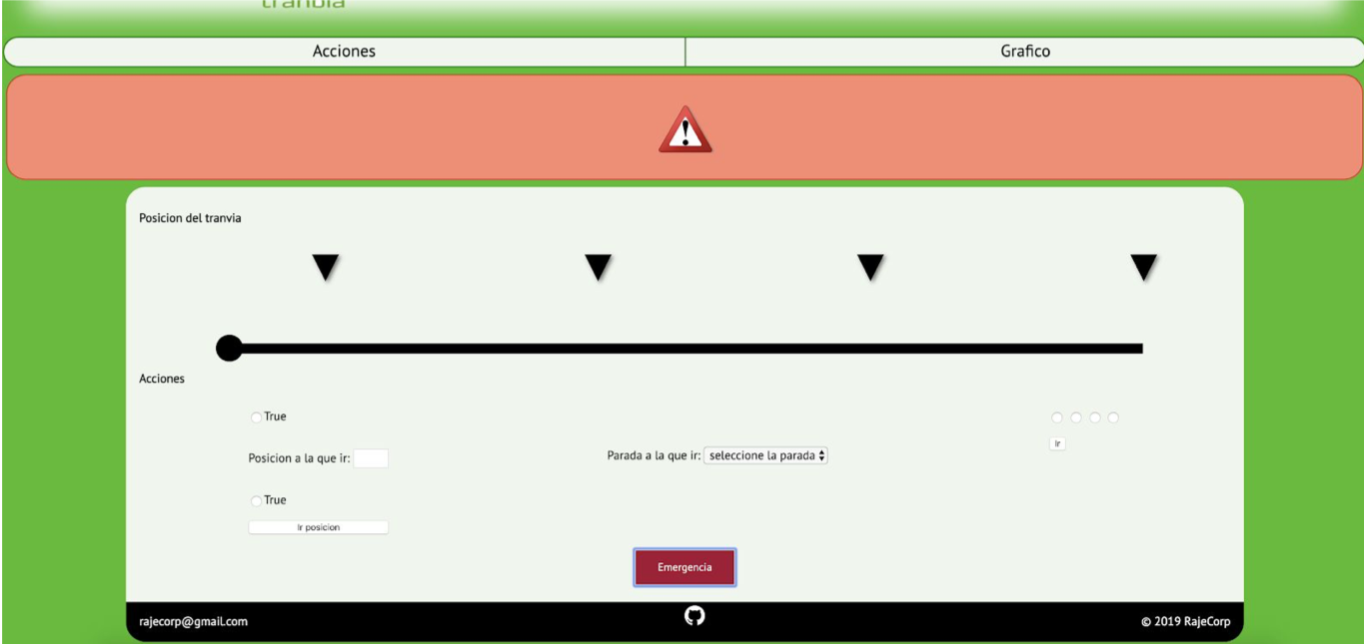 tranvia
Acciones
Grafico
Posicion del tranvia
Acciones
True
Posicion a la que ir:
Parada a la que ir: seleccione la parada
Ir
True
Ir posicion
Emergencia
rajecorp@gmail.com
© 2019 RajeCorp